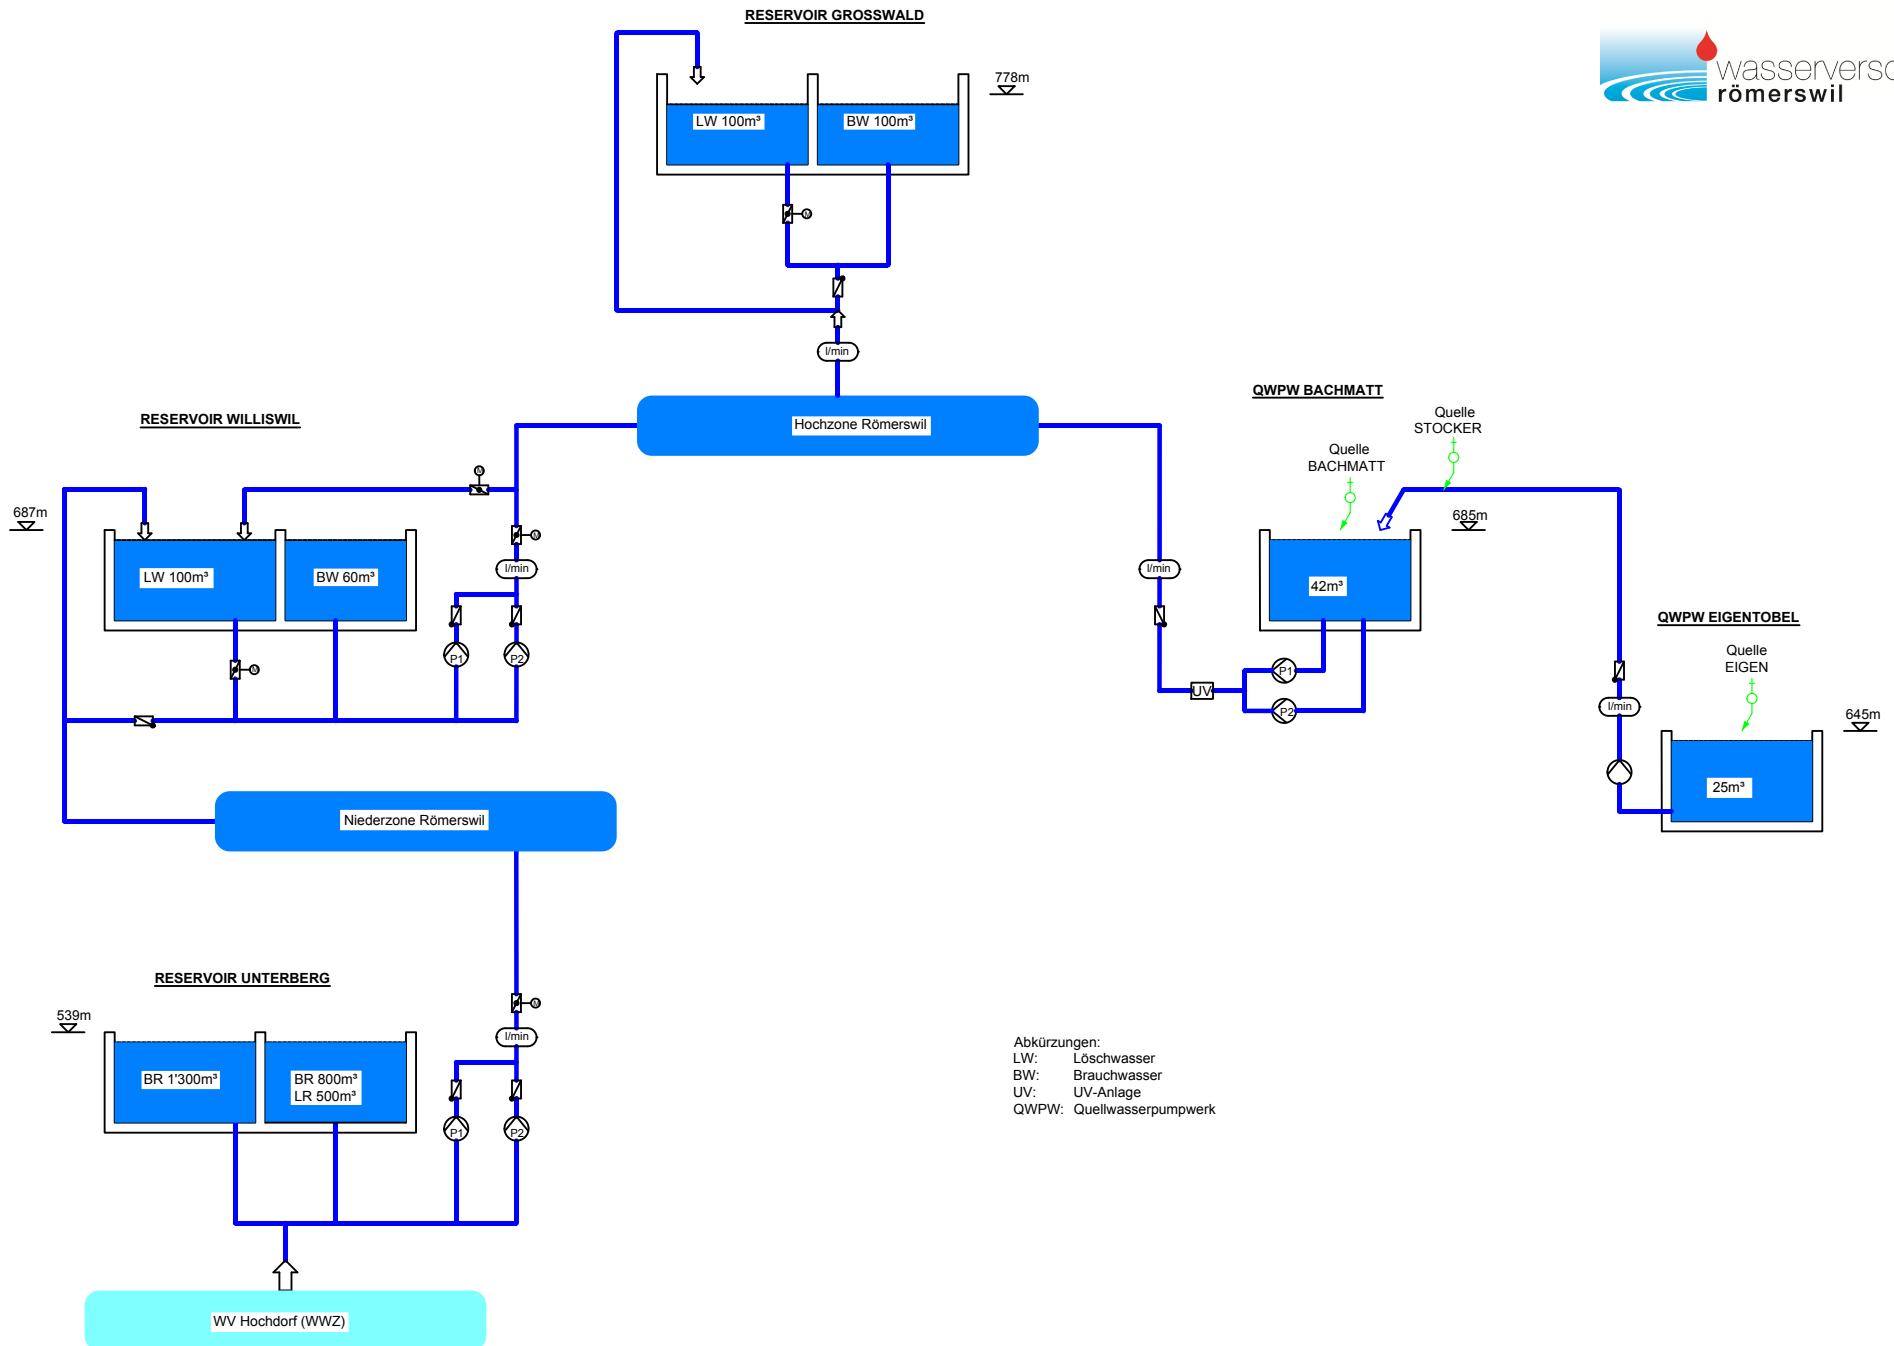 RESERVOIR GROSSWALD
wasserversc
römerswil
778m
LW 100m³
BW 100m³
M
l/min
Hochzone Römerswil
RESERVOIR WILLISWIL
687m
LW 100m³
BW 60m³
M
M
l/min
P1
P2
M
QWPW BACHMATT
Quelle
STOCKER
Quelle
BACHMATT
685m
42m³
l/min
UV
P1
P2
QWPW EIGENTOBEL
Quelle
EIGEN
645m
l/min
25m³
Niederzone Römerswil
RESERVOIR UNTERBERG
539m
BR 1'300m³
BR 800m³
LR 500m³
M
l/min
P1
P2
WV Hochdorf (WWZ)
Abkürzungen:
LW: Löschwasser
BW: Brauchwasser
UV: UV-Anlage
QWPW: Quellwasserpumpwerk